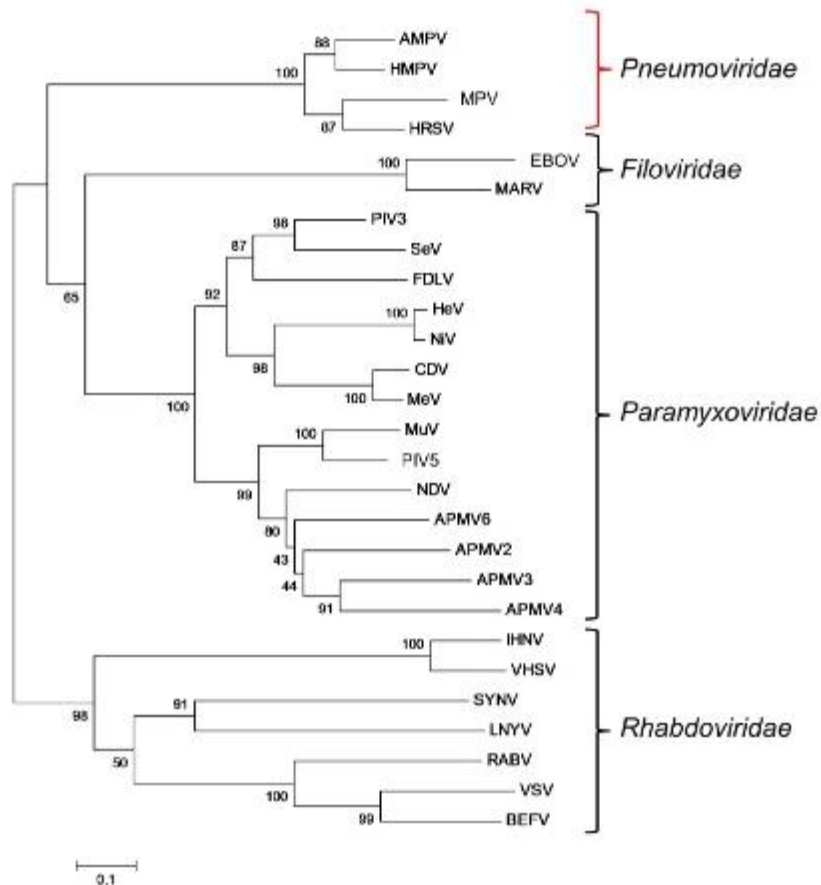 AMPV
88
HMPV
100
Pneumoviridae
MPV
87
HRSV
100
EBOV
Filoviridae
MARV
98
PIV3
87
SeV
92
FDLV
65
100
HeV
NiV
98
CDV
100
MeV
100
Paramyxoviridae
100
MuV
PIV5
99
NDV
80
APMV6
43
APMV2
44
APMV3
91
APMV4
100
IHNV
VHSV
98
91
SYNV
LNYV
Rhabdoviridae
50
RABV
100
VSV
99
BEFV
0.1